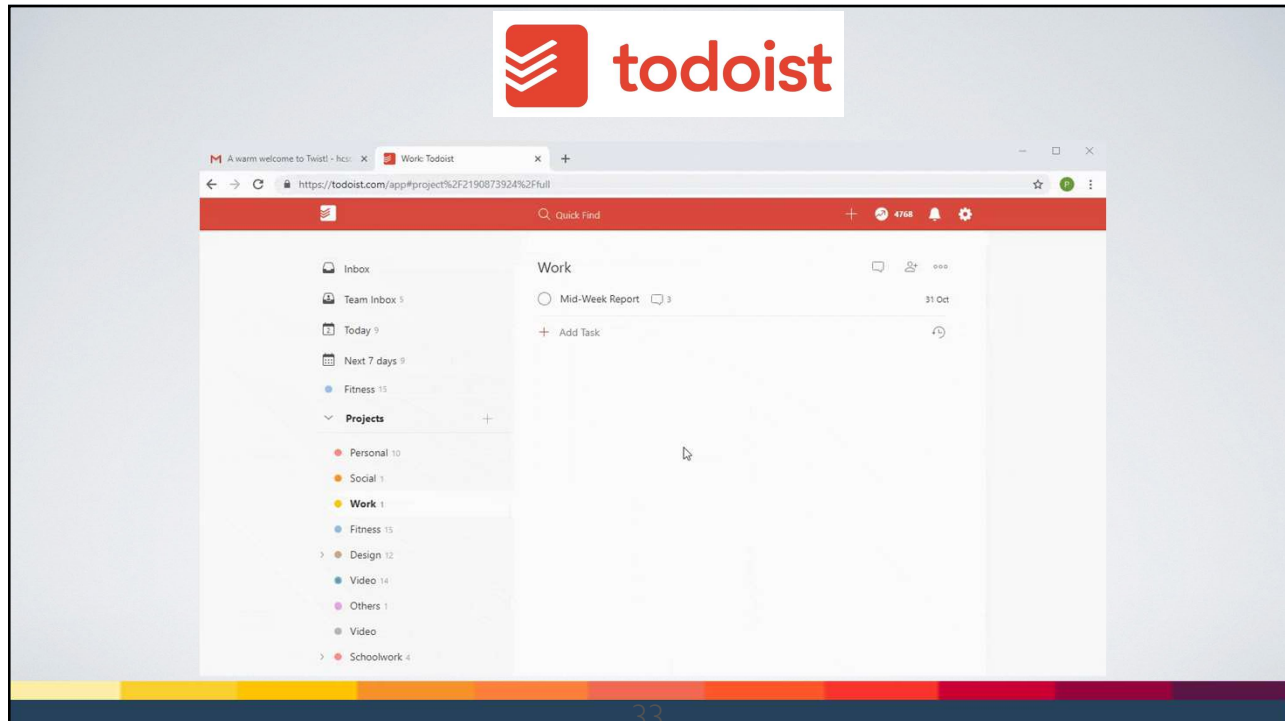 todoist
A warm welcome to Twist! - hcs
Work: Todoist
https://todoist.com/app#project%2F2190873924%2Ffull
Quick Find
4768
P
Inbox
Team Inbox 5
2 Today 9
Next 7 days 9
Fitness 15
Projects
Personal 10
Social 1
Work 1
Fitness 15
Design 12
Video 14
Others 1
Video
Schoolwork 4
Work
Mid-Week Report 3
31 Oct
+ Add Task
33